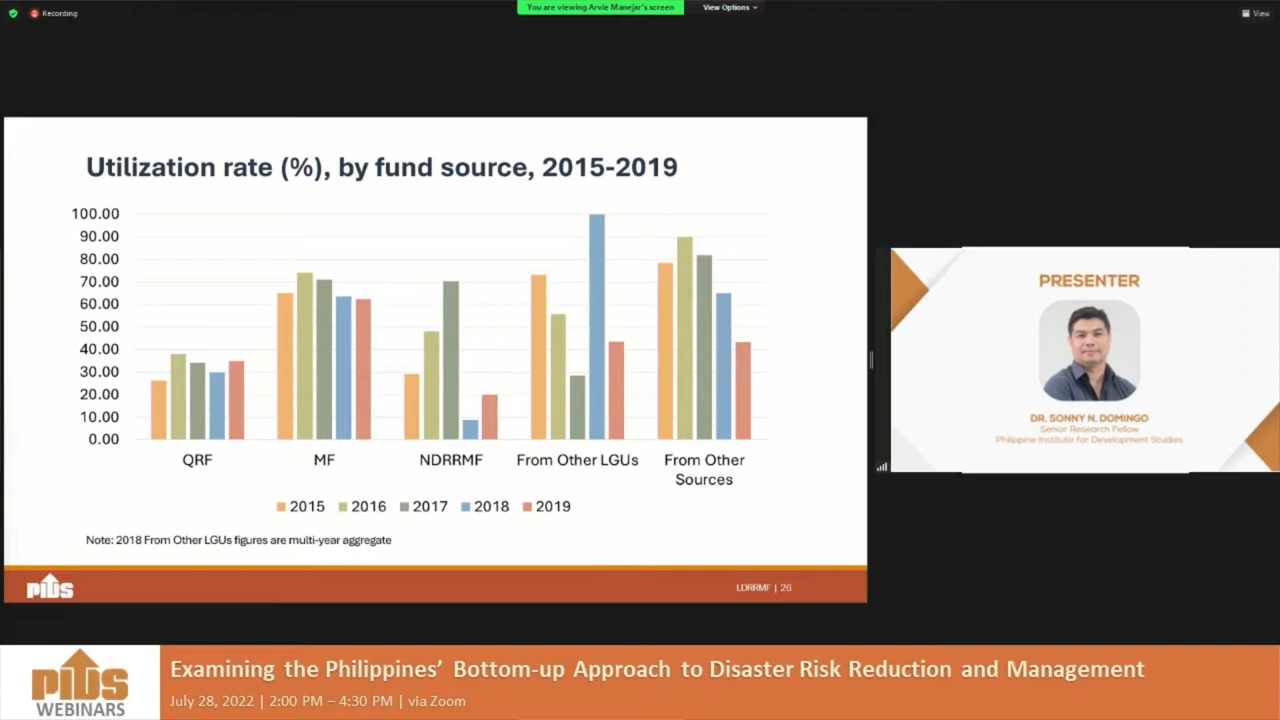 Recording
You are viewing Arvie Manejar's screen
View Options
View
Utilization rate (%), by fund source, 2015-2019
100.00
90.00
80.00
70.00
60.00
50.00
40.00
30.00
20.00
10.00
0.00
QRF
MF
NDRRMF
From Other LGUs
From Other
Sources
2015
2016
2017
2018
2019
Note: 2018 From Other LGUs figures are multi-year aggregate
PIDS
LDRRMF | 26
PRESENTER
DR. SONNY N. DOMINGO
Senior Research Fellow
Philippine Institute for Development Studies
PIDS
WEBINARS
Examining the Philippines' Bottom-up Approach to Disaster Risk Reduction and Management
July 28, 2022 | 2:00 PM – 4:30 PM | via Zoom